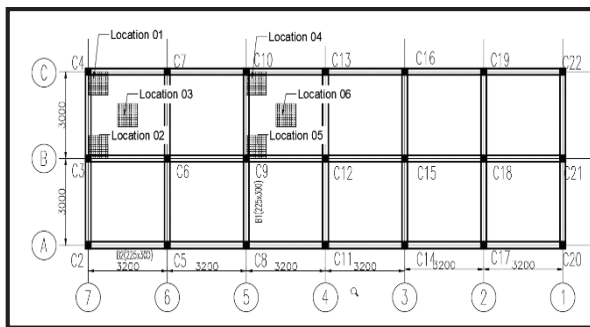 Location 01
Location 04
C4
C7
C10
C13
C16
C19
C22
C
Location 03
Location 06
3000
Location 02
Location 05
B
C3
C6
C9
C12
C15
C18
C21
3000
B1(225x300)
A
C2
B2(225x300)
C5
C8
C11
C14
C17
C20
3200
3200
3200
3200
3200
3200
7
6
5
4
3
2
1